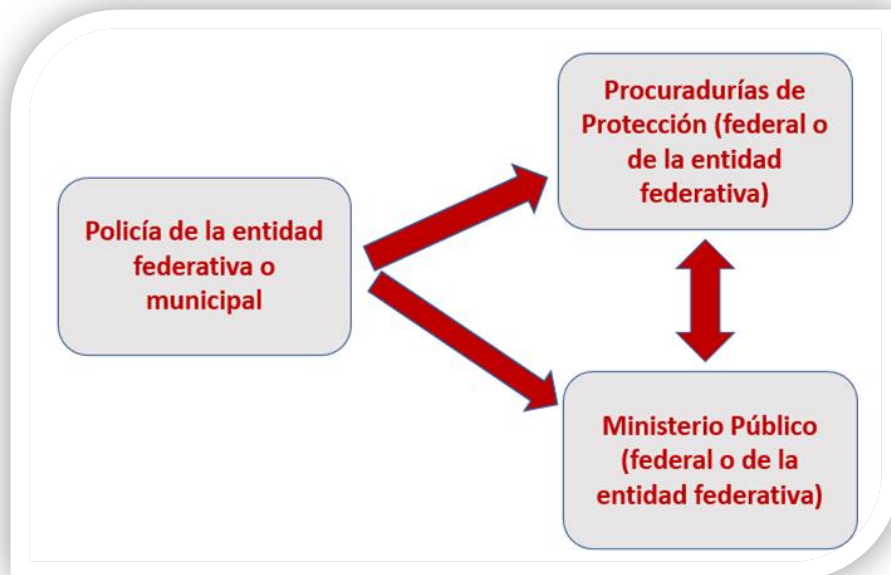 Policía de la entidad
federativa o
municipal
Procuradurías de
Protección (federal o
de la entidad
federativa)
Ministerio Público
(federal o de la
entidad federativa)